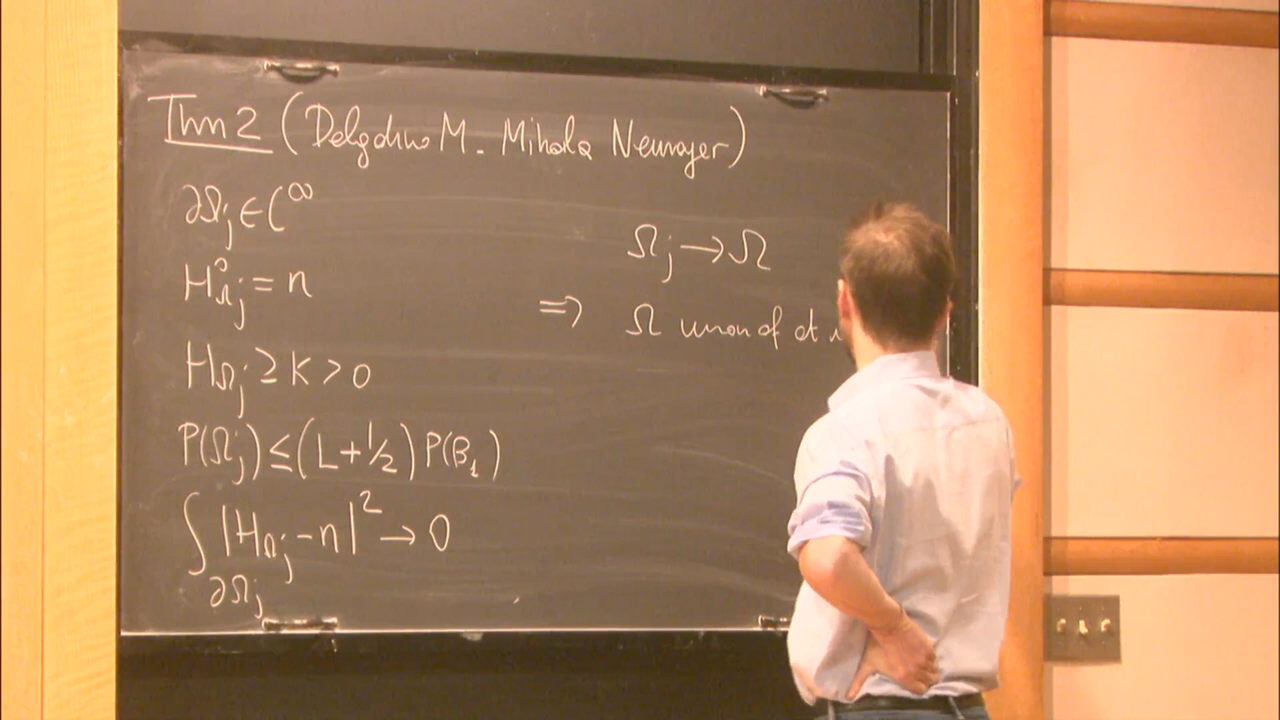 Thm 2 (Delgadino M. Mihaila Neumayer)
∂Ω_j ∈ C^∞
H^0_{Ω_j} = n
H_{Ω_j} ≥ K > 0
P(Ω_j) ≤ (L + 1/2) P(B_1)
∫_{∂Ω_j} |H_{Ω_j} - n|^2 → 0
Ω_j → Ω
⇒ Ω union of at